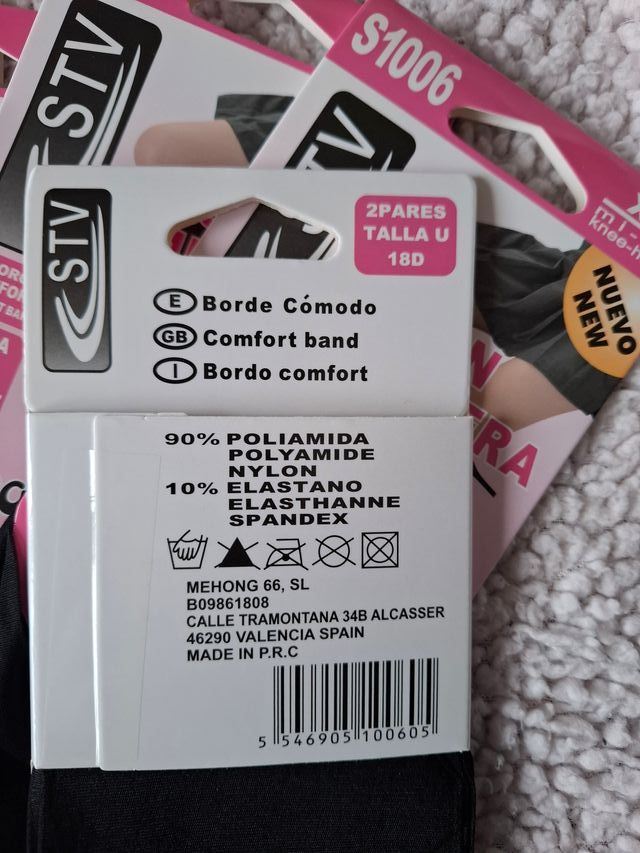 STV
S1006
TV
NUEVO
NEW
STV
2PARES
TALLA U
18D
E Borde Cómodo
GB Comfort band
I Bordo comfort
90% POLIAMIDA
POLYAMIDE
NYLON
10% ELASTANO
ELASTHANNE
SPANDEX
MEHONG 66, SL
B09861808
CALLE TRAMONTANA 34B ALCASSER
46290 VALENCIA SPAIN
MADE IN P.R.C
5 546905 100605